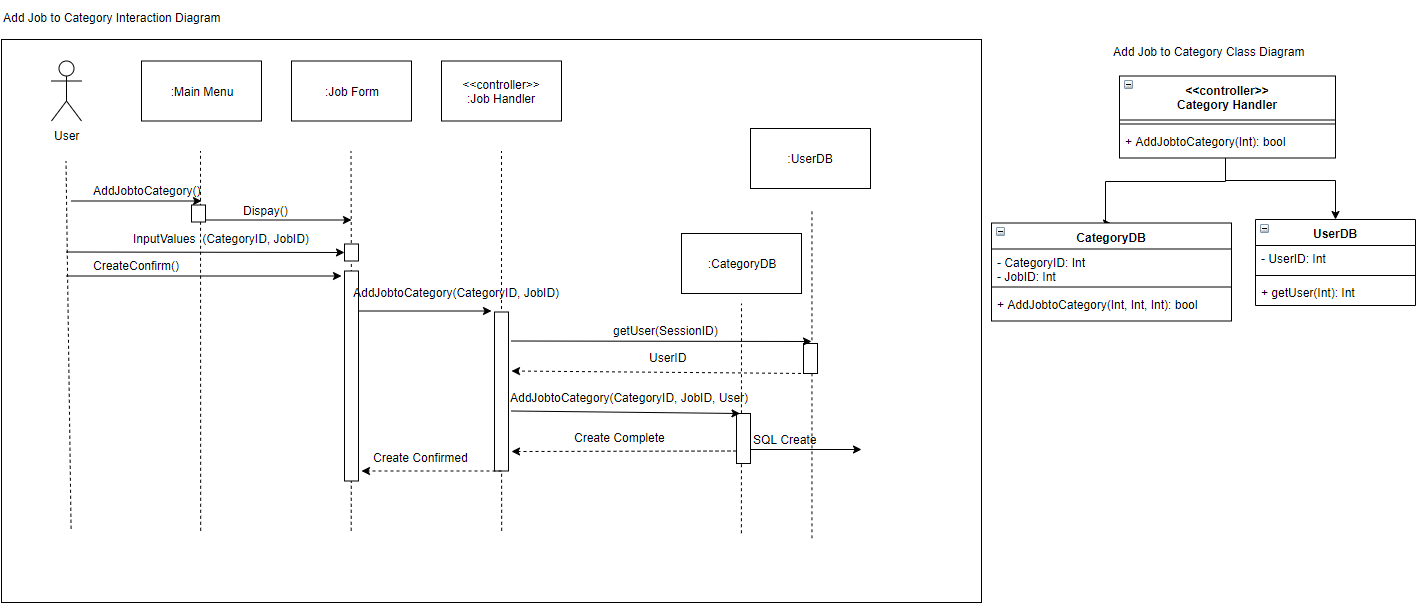 Add Job to Category Interaction Diagram
User
:Main Menu
:Job Form
<<controller>>
:Job Handler
:UserDB
:CategoryDB
AddJobtoCategory()
Dispay()
InputValues (CategoryID, JobID)
CreateConfirm()
AddJobtoCategory(CategoryID, JobID)
getUser(SessionID)
UserID
AddJobtoCategory(CategoryID, JobID, User)
Create Complete
SQL Create
Create Confirmed
Add Job to Category Class Diagram
<<controller>>
Category Handler
+ AddJobtoCategory(Int): bool
CategoryDB
- CategoryID: Int
- JobID: Int
+ AddJobtoCategory(Int, Int, Int): bool
UserDB
- UserID: Int
+ getUser(Int): Int